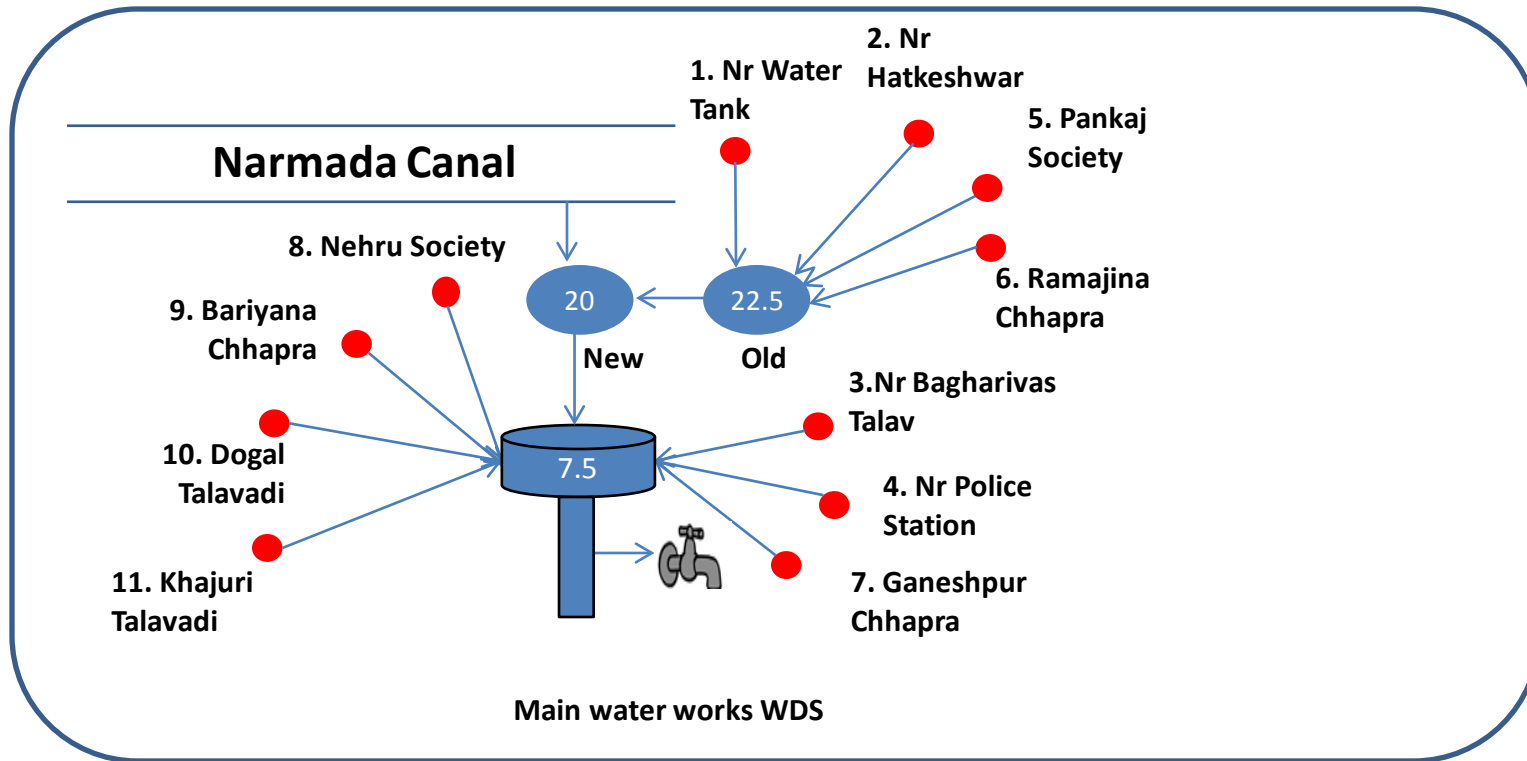 1. Nr Water
Tank
2. Nr
Hatkeshwar
5. Pankaj
Society
Narmada Canal
8. Nehru Society
6. Ramajina
Chhapra
20
22.5
9. Bariyana
Chhapra
New
Old
3.Nr Bagharivas
Talav
10. Dogal
Talavadi
7.5
4. Nr Police
Station
11. Khajuri
Talavadi
7. Ganeshpur
Chhapra
Main water works WDS